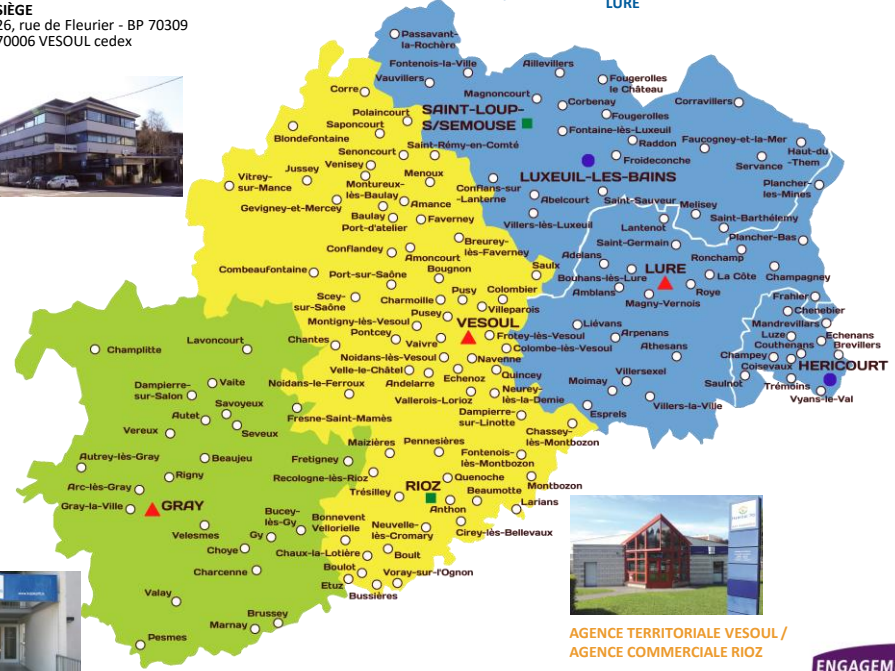 SIÈGE
26, rue de Fleurier - BP 70309
70006 VESOUL cedex
LURE
Passavant-
la-Rochère
Fontenois-la-Ville
Vauvillers
Aillevillers
Fougerolles
le Château
Corre
Magnoncourt
Corbenay
Corravillers
SAINT-LOUP-
S/SEMOUSE
Fougerolles
Polaincourt
Saponcourt
Blondefontaine
Fontaine-lès-Luxeuil
Raddon
Faucogney-et-la-Mer
Haut-du
-Them
Saint-Rémy-en-Comté
Senoncourt
Froideconche
Servance
Venisey
Jussey
Menoux
LUXEUIL-LES-BAINS
Vitrey-
sur-Mance
Montureux-
lès-Baulay
Conflans-sur
-Lanterne
Plancher-
les-Mines
Gevigney-et-Mercey
Amance
Abelcourt
Saint-Sauveur
Melisey
Baulay
Port-d'atelier
Faverney
Villers-lès-Luxeuil
Lantenot
Saint-Barthélemy
Breurey-
lès-Faverney
Saint-Germain
Plancher-Bas
Conflandey
Amoncourt
Adelans
Ronchamp
Combeaufontaine
Port-sur-Saône
Bougnon
Saulx
Bouhans-lès-Lure
LURE
La Côte
Champagney
Amblans
Roye
Magny-Vernois
Scey-
sur-Saône
Charmoille
Pusy
Colombier
Frahier
Villeparois
Chenebier
Montigny-lès-Vesoul
Pusey
VESOUL
Mandrevillars
Liévans
Luze
Echenans
Lavoncourt
Chantes
Pontcey
Vaivre
Frotey-lès-Vesoul
Arpenans
Couthenans
Brevillers
Champlitte
Colombe-lès-Vesoul
Athesans
Champey
Noidans-lès-Vesoul
Navenne
Coisevaux
HERICOURT
Velle-le-Châtel
Quincey
Villersexel
Saulnot
Trémoins
Vaite
Noidans-le-Ferroux
Andelarre
Echenoz
Moimay
Vyans-le-Val
Dampierre-
sur-Salon
Vallerois-Lorioz
Neurey-
lès-la-Demie
Villers-la-Ville
Savoyeux
Autet
Fresne-Saint-Mamès
Dampierre-
sur-Linotte
Esprels
Vereux
Seveux
Chassey-
lès-Montbozon
Maizières
Pennesières
Autrey-lès-Gray
Beaujeu
Fretigney
Fontenois-
lès-Montbozon
Rigny
Recologne-lès-Rioz
RIOZ
Quenoche
Montbozon
Arc-lès-Gray
Trésilley
Beaumotte
Gray-la-Ville
GRAY
Bucey-
lès-Gy
Anthon
Larians
Bonnevent
Vellorielle
Neuvelle-
lès-Cromary
Cirey-lès-Bellevaux
Velesmes
Gy
Choye
Chaux-la-Lotière
Boult
Charcenne
Boulot
Voray-sur-l'Ognon
Etuz
Bussières
Valay
Brussey
Marnay
Pesmes
AGENCE TERRITORIALE VESOUL /
AGENCE COMMERCIALE RIOZ
ENGAGEM